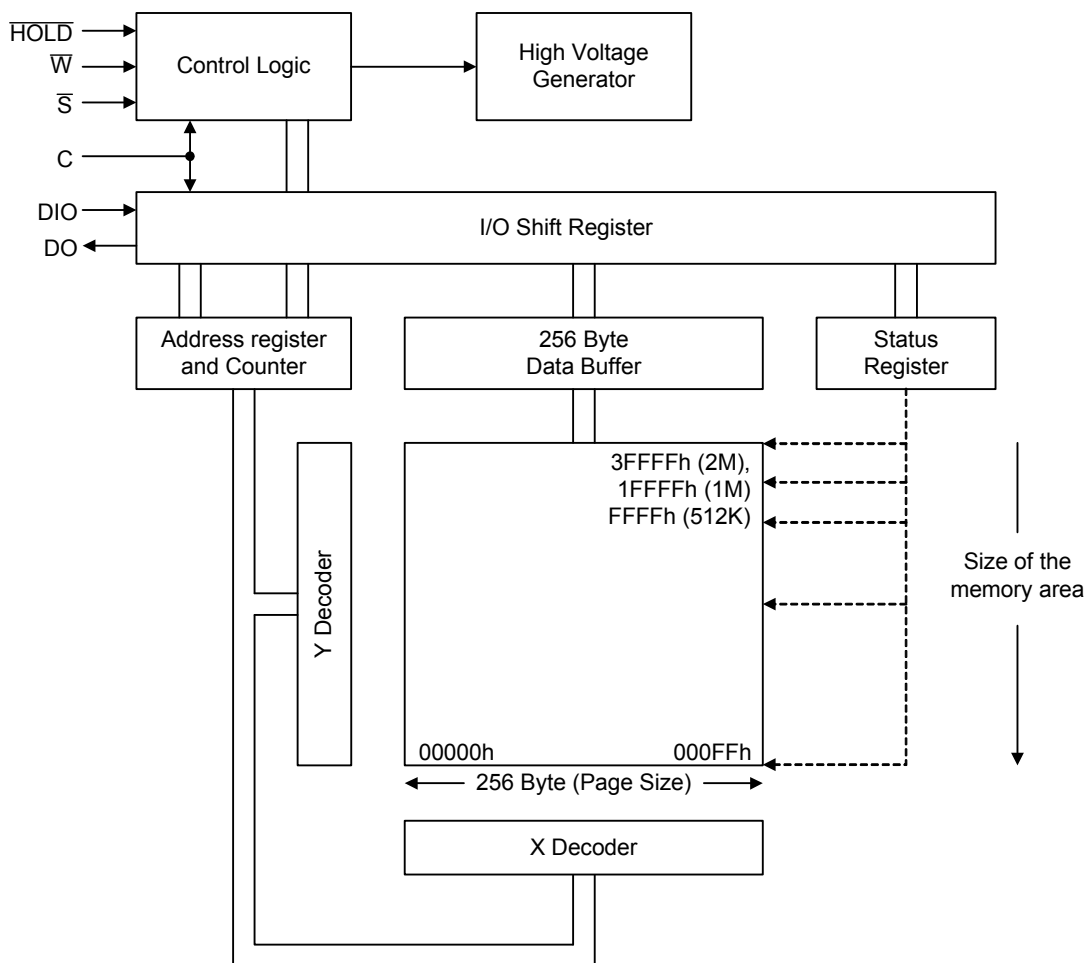 HOLD
W
S
C
DIO
DO
Control Logic
High Voltage
Generator
I/O Shift Register
Address register
and Counter
256 Byte
Data Buffer
Status
Register
3FFFFh (2M),
1FFFFh (1M)
FFFFh (512K)
Y Decoder
Size of the
memory area
00000h
000FFh
256 Byte (Page Size)
X Decoder